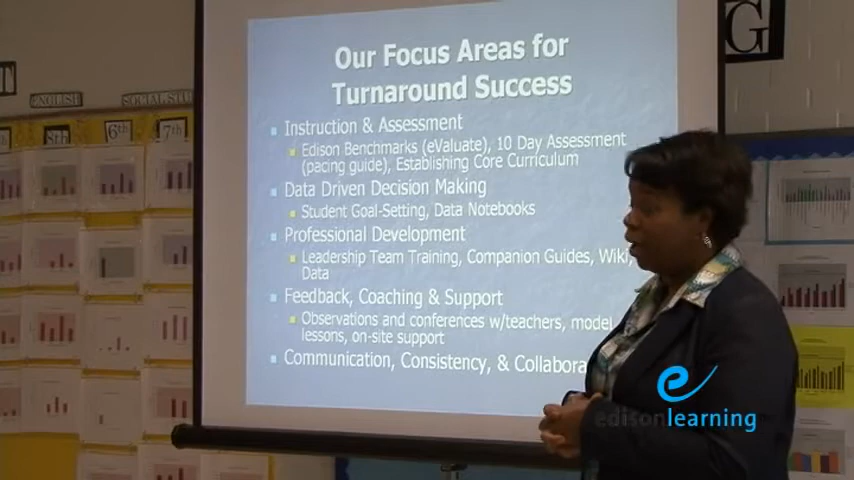 Our Focus Areas for
Turnaround Success
Instruction & Assessment
Edison Benchmarks (eValuate), 10 Day Assessment
(pacing guide), Establishing Core Curriculum
Data Driven Decision Making
Student Goal-Setting, Data Notebooks
Professional Development
Leadership Team Training, Companion Guides, Wiki,
Data
Feedback, Coaching & Support
Observations and conferences w/teachers, model
lessons, on-site support
Communication, Consistency, & Collabora
ENGLISH
SOCIAL STU
8th
6th
7th
G
T
edisonlearning